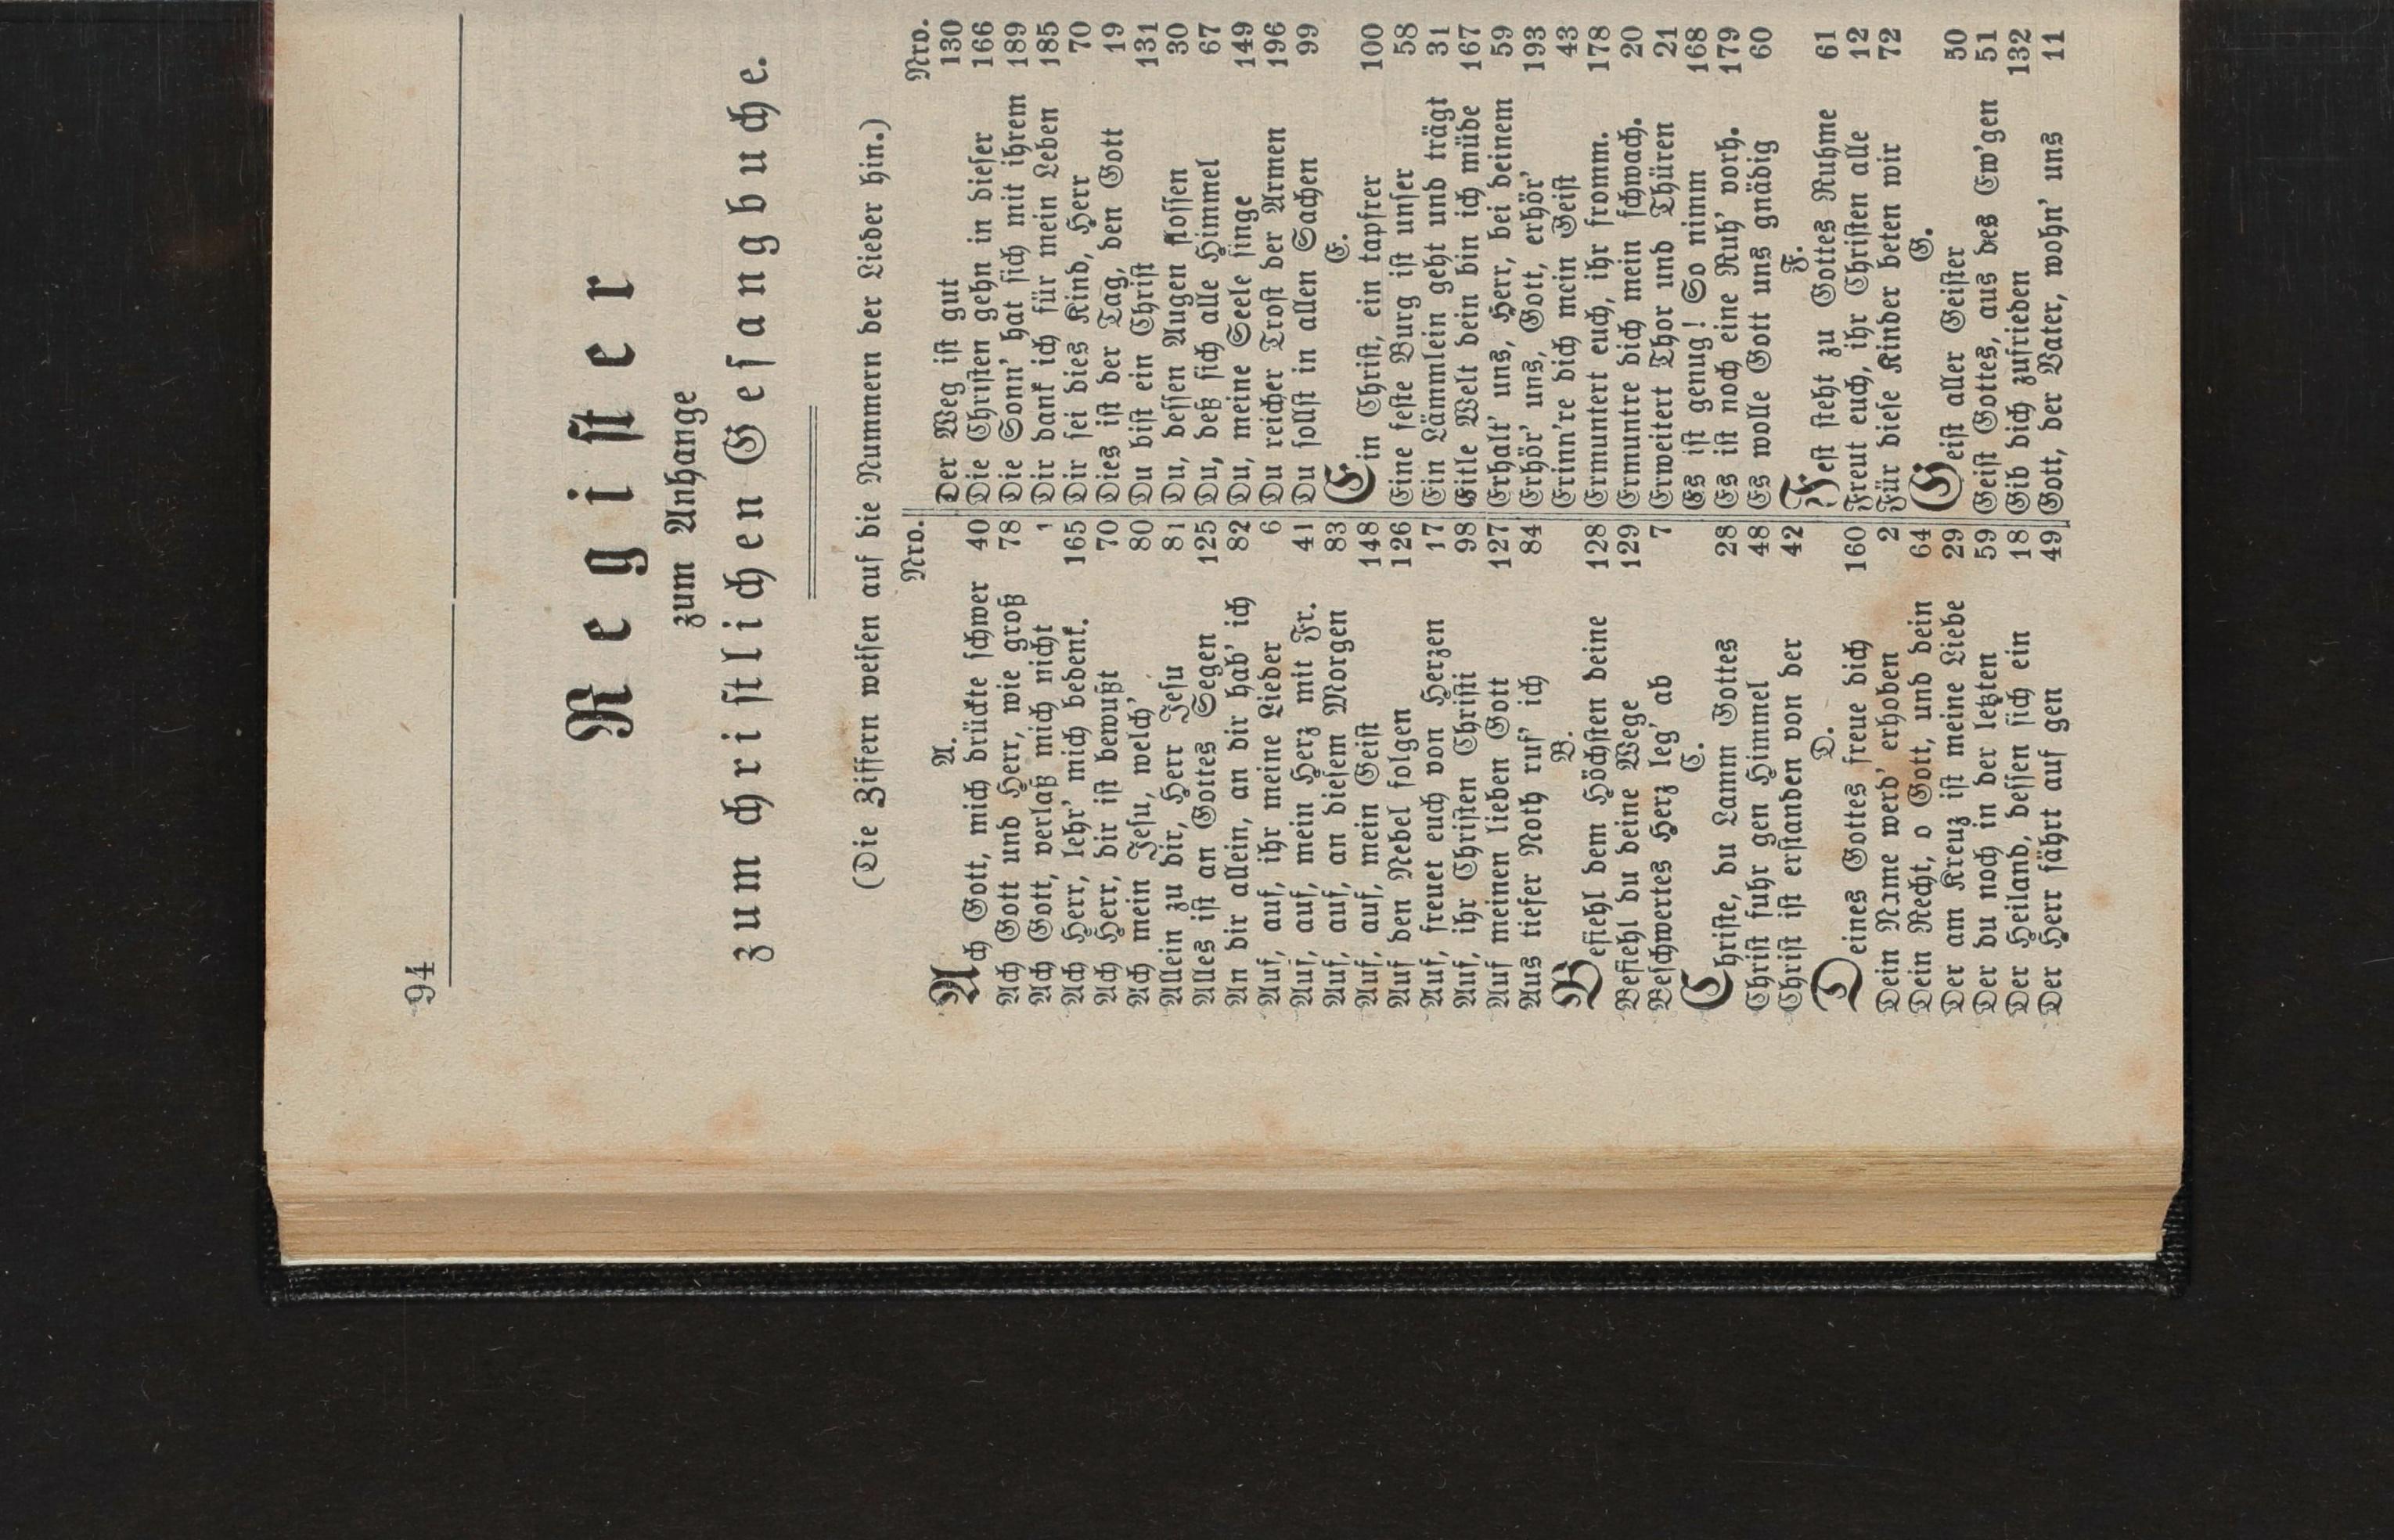 94
Register
zum Anhange
zum christlichen Gesangbuche.
(Die Ziffern weisen auf die Nummern der Lieder hin.)
Nro.
A.
Ach Gott, mich drückte schwer 40
Ach Gott und Herr, wie groß 78
Ach Gott, verlaß mich nicht 1
Ach Herr, lehr' mich bedenk. 165
Ach Herr, dir ist bewußt 70
Ach mein Jesu, welch' 80
Allein zu dir, Herr Jesu 81
Alles ist an Gottes Segen 125
An dir allein, an dir hab' ich 82
Auf, auf, ihr meine Lieder 6
Auf, auf, mein Herz mit Fr. 41
Auf, auf, an diesem Morgen 83
Auf, auf, mein Geist 148
Auf den Nebel folgen 126
Auf, freuet euch von Herzen 17
Auf, ihr Christen Christi 98
Auf meinen lieben Gott 127
Aus tiefer Noth ruf' ich 84
B.
Befiehl dem Höchsten deine 128
Befiehl du deine Wege 129
Beschwertes Herz leg' ab 7
C.
Christe, du Lamm Gottes 28
Christ fuhr gen Himmel 48
Christ ist erstanden von der 42
D.
Deines Gottes freue dich 160
Dein Name werd' erhoben 2
Dein Recht, o Gott, und dein 64
Der am Kreuz ist meine Liebe 29
Der du noch in der letzten 59
Der Heiland, dessen sich ein 18
Der Herr fährt auf gen 49
Nro.
Der Weg ist gut 130
Die Christen gehn in dieser 166
Die Sonn' hat sich mit ihrem 189
Dir dank ich für mein Leben 185
Dir sei dies Kind, Herr 70
Dies ist der Tag, den Gott 19
Du bist ein Christ 131
Du, dessen Augen flossen 30
Du, deß sich alle Himmel 67
Du, meine Seele singe 149
Du reicher Trost der Armen 196
Du sollst in allen Sachen 99
E.
Ein Christ, ein tapfrer 100
Eine feste Burg ist unser 58
Ein Lämmlein geht und trägt 31
Eitle Welt dein bin ich müde 167
Erhalt' uns, Herr, bei deinem 59
Erhör' uns, Gott, erhör' 193
Erinn're dich mein Geist 43
Ermuntert euch, ihr fromm. 178
Ermuntre dich mein schwach. 20
Erweitert Thor und Thüren 21
Es ist genug! So nimm 168
Es ist noch eine Ruh' vorh. 179
Es wolle Gott uns gnädig 60
F.
Fest steht zu Gottes Ruhme 61
Freut euch, ihr Christen alle 12
Für diese Kinder beten wir 72
G.
Geist aller Geister 50
Geist Gottes, aus des Ew'gen 51
Gib dich zufrieden 132
Gott, der Vater, wohn' uns 11